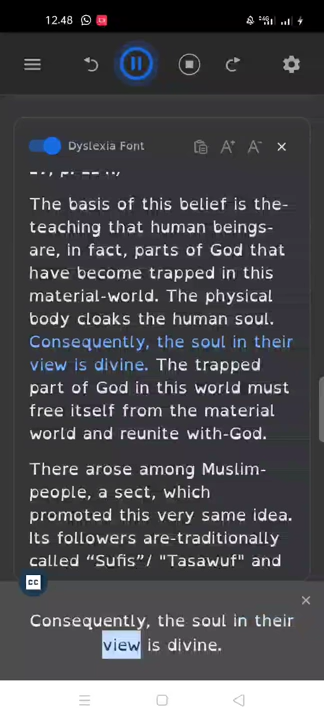 12.48
Dyslexia Font
A+ A-
The basis of this belief is the-
teaching that human beings-
are, in fact, parts of God that
have become trapped in this
material-world. The physical
body cloaks the human soul.
Consequently, the soul in their
view is divine. The trapped
part of God in this world must
free itself from the material
world and reunite with-God.
There arose among Muslim-
people, a sect, which
promoted this very same idea.
Its followers are-traditionally
called “Sufis”/ "Tasawuf" and
CC
Consequently, the soul in their
view is divine.